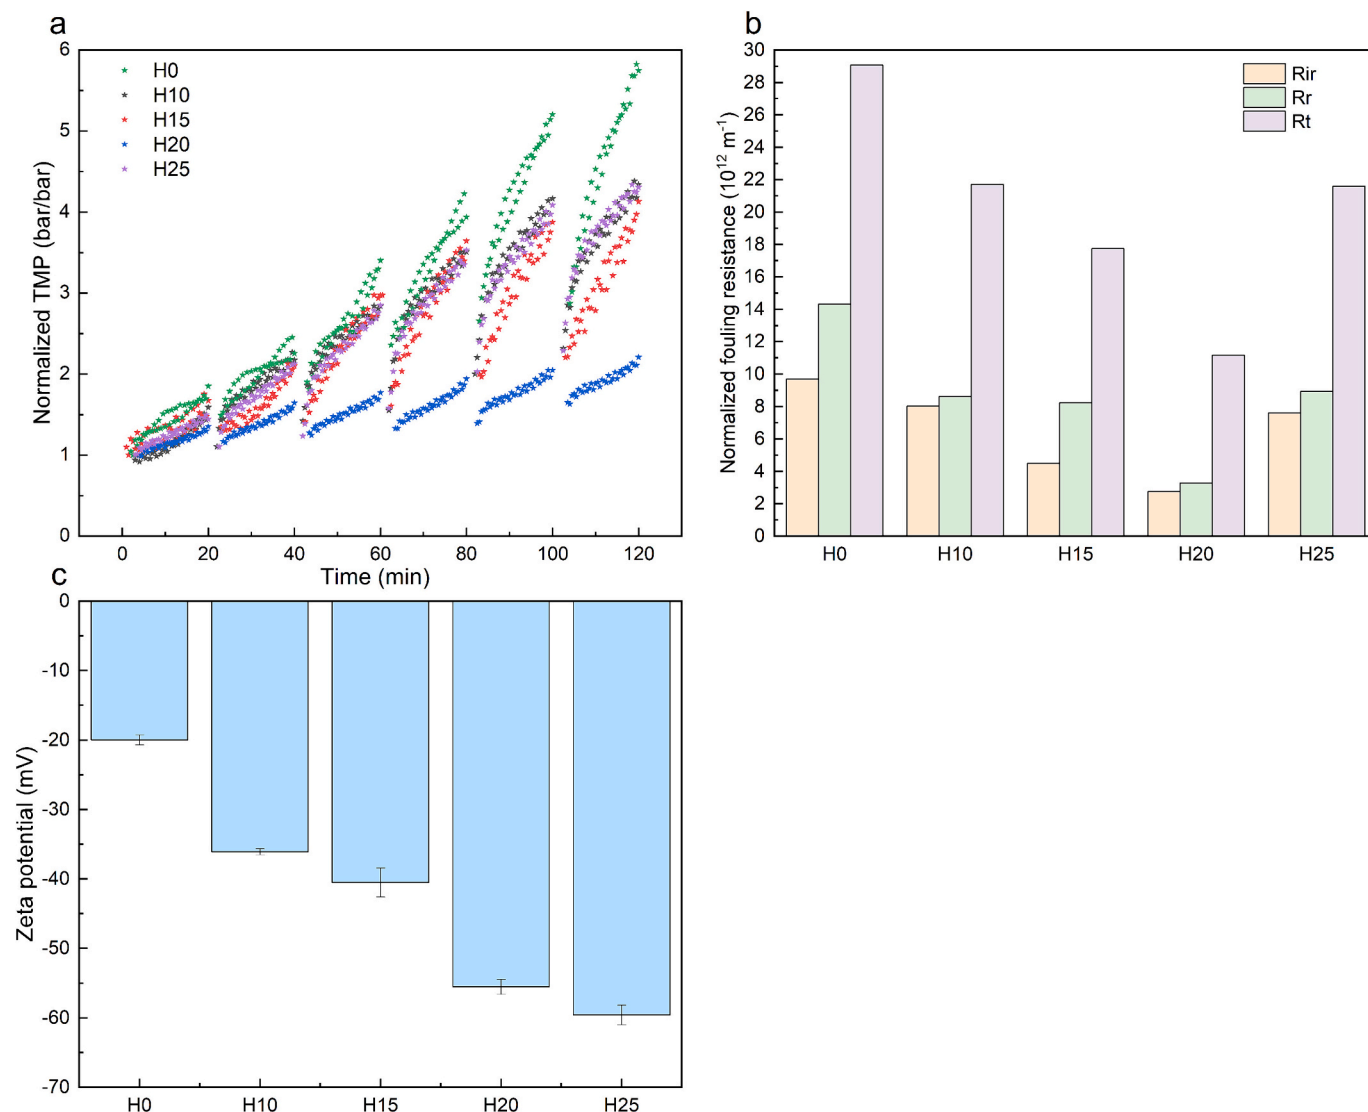 a
Normalized TMP (bar/bar)
6
5
4
3
2
1
0
H0
H10
H15
H20
H25
0 20 40 60 80 100 120
Time (min)
b
Normalized fouling resistance (10¹² m⁻¹)
30
28
26
24
22
20
18
16
14
12
10
8
6
4
2
0
Rir
Rr
Rt
H0 H10 H15 H20 H25
c
Zeta potential (mV)
0
-10
-20
-30
-40
-50
-60
-70
H0 H10 H15 H20 H25